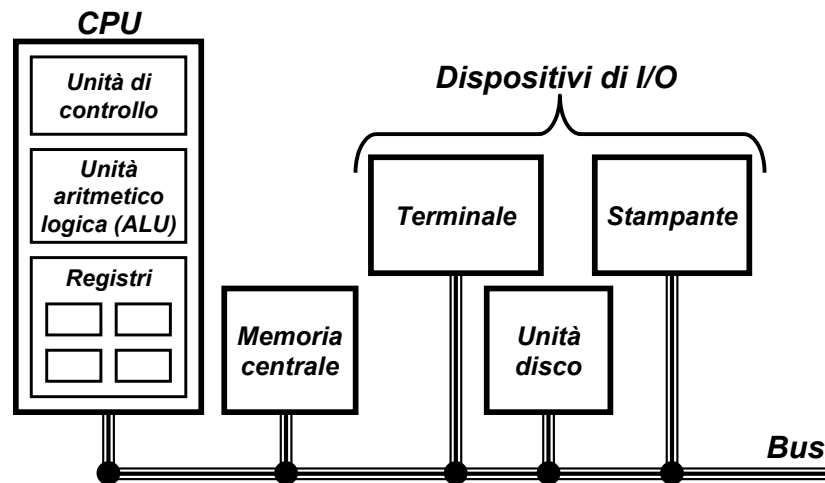 CPU
Unità di
controllo
Unità
aritmetico
logica (ALU)
Registri
Dispositivi di I/O
Terminale
Stampante
Memoria
centrale
Unità
disco
Bus